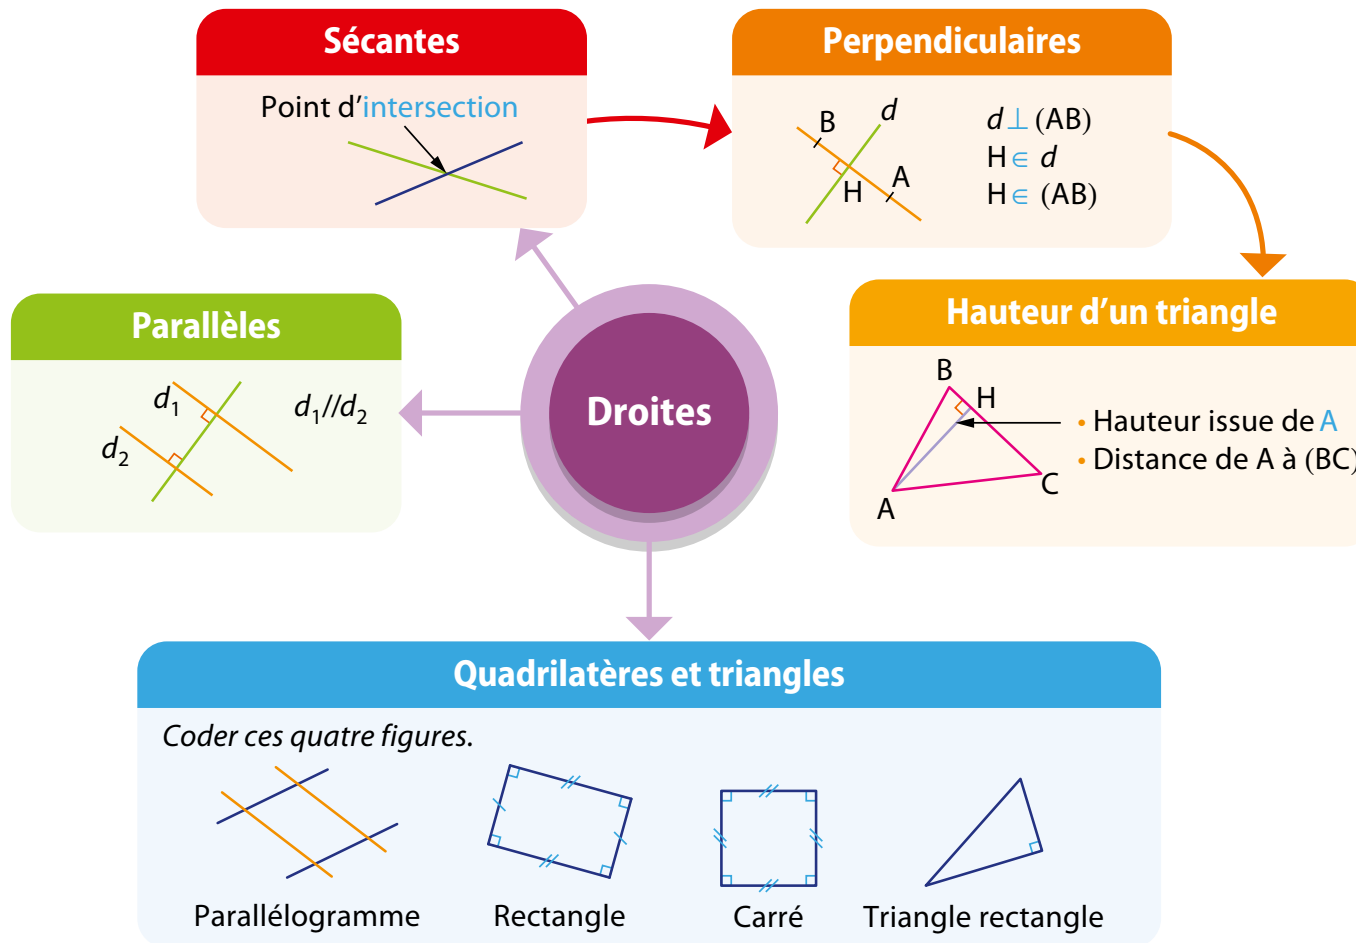 Sécantes
Point d'intersection
Perpendiculaires
B
d
H
A
d ⊥ (AB)
H ∈ d
H ∈ (AB)
Parallèles
d₁
d₂
d₁//d₂
Droites
Hauteur d'un triangle
B
H
A
C
• Hauteur issue de A
• Distance de A à (BC)
Quadrilatères et triangles
Coder ces quatre figures.
Parallélogramme
Rectangle
Carré
Triangle rectangle